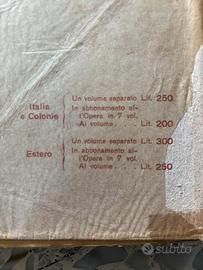 Italia
e Colonie
Un volume separato Lit. 250
In abbonamento al-
l'Opera in 7 vol.
Al volume . . . . Lit. 200
Estero
Un volume separato Lit. 300
In abbonamento al-
l'Opera in 7 vol.
Al volume . . . . Lit. 250
subito